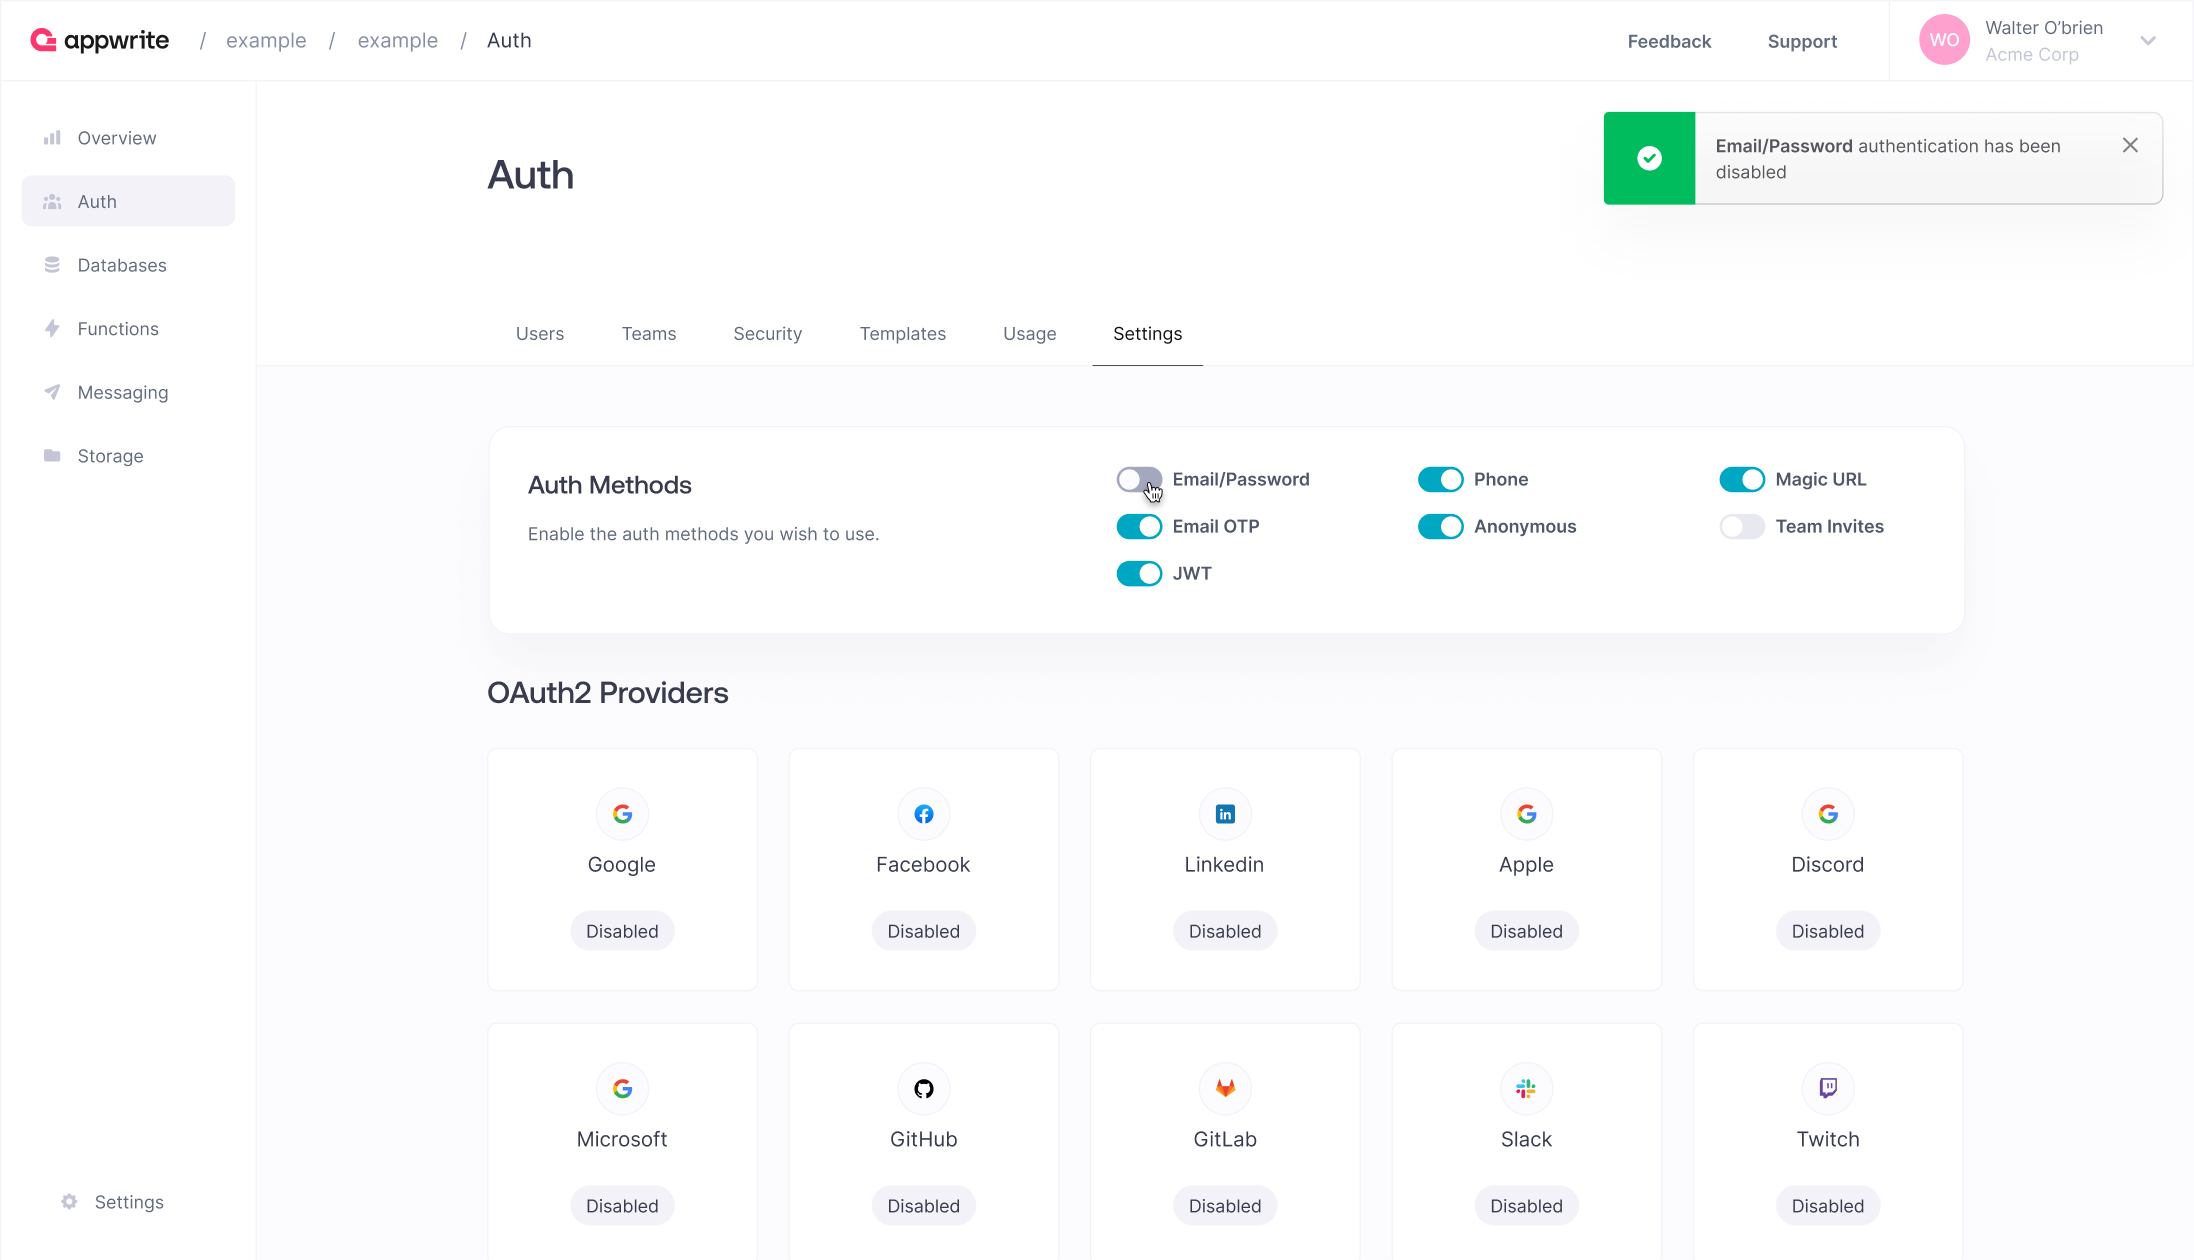 appwrite / example / example / Auth
Feedback
Support
WO
Walter O’brien
Acme Corp
Overview
Auth
Databases
Functions
Messaging
Storage
Settings
Auth
Email/Password authentication has been
disabled
Users
Teams
Security
Templates
Usage
Settings
Auth Methods
Enable the auth methods you wish to use.
Email/Password
Phone
Magic URL
Email OTP
Anonymous
Team Invites
JWT
OAuth2 Providers
Google
Facebook
Linkedin
Apple
Discord
Disabled
Disabled
Disabled
Disabled
Disabled
Microsoft
GitHub
GitLab
Slack
Twitch
Disabled
Disabled
Disabled
Disabled
Disabled